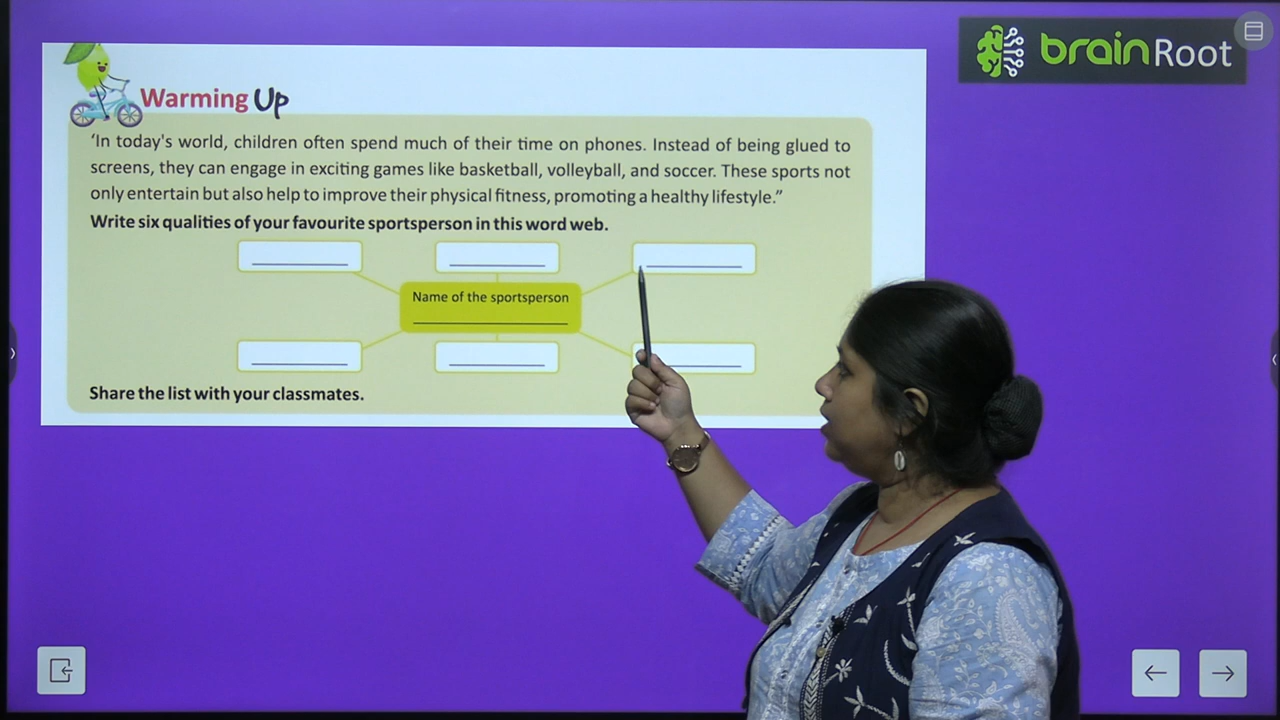 brainRoot
Warming Up
‘In today's world, children often spend much of their time on phones. Instead of being glued to
screens, they can engage in exciting games like basketball, volleyball, and soccer. These sports not
only entertain but also help to improve their physical fitness, promoting a healthy lifestyle.”
Write six qualities of your favourite sportsperson in this word web.
Name of the sportsperson
Share the list with your classmates.